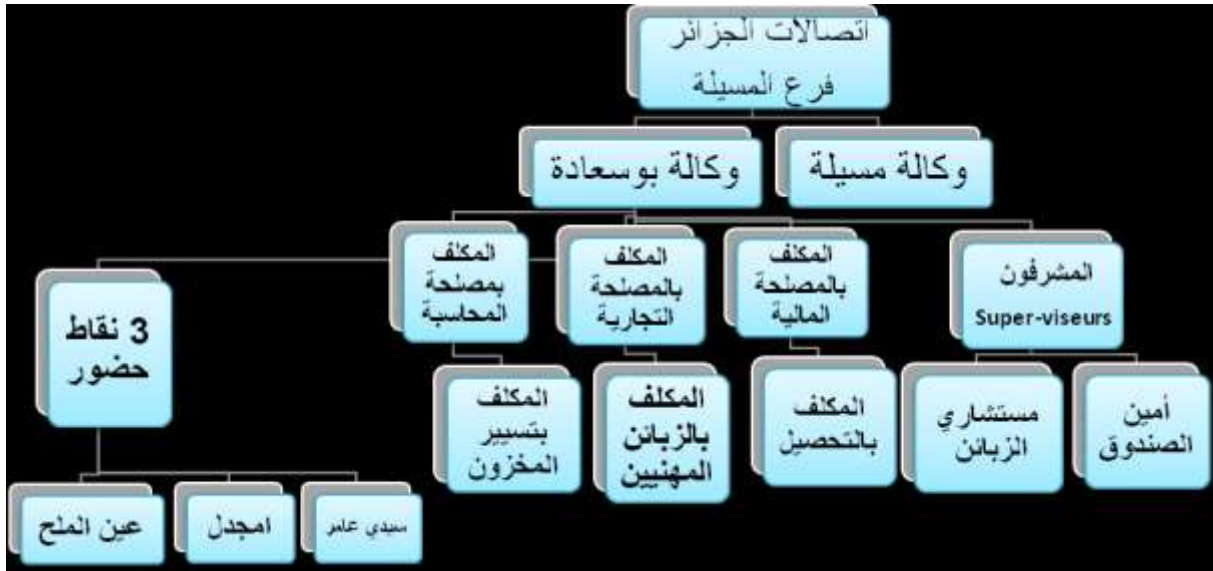 اتصالات الجزائر
فرع المسيلة
وكالة مسيلة
وكالة بوسعادة
المشرفون
Super-viseurs
المكلف
بالمصلحة
المالية
المكلف
بالمصلحة
التجارية
المكلف
بمصلحة
المحاسبة
3 نقاط
حضور
أمين
الصندوق
مستشاري
الزبائن
المكلف
بالتحصيل
المكلف
بالزبائن
المهنيين
المكلف
بتسيير
المخزون
سيدي عامر
امجدل
عين الملح